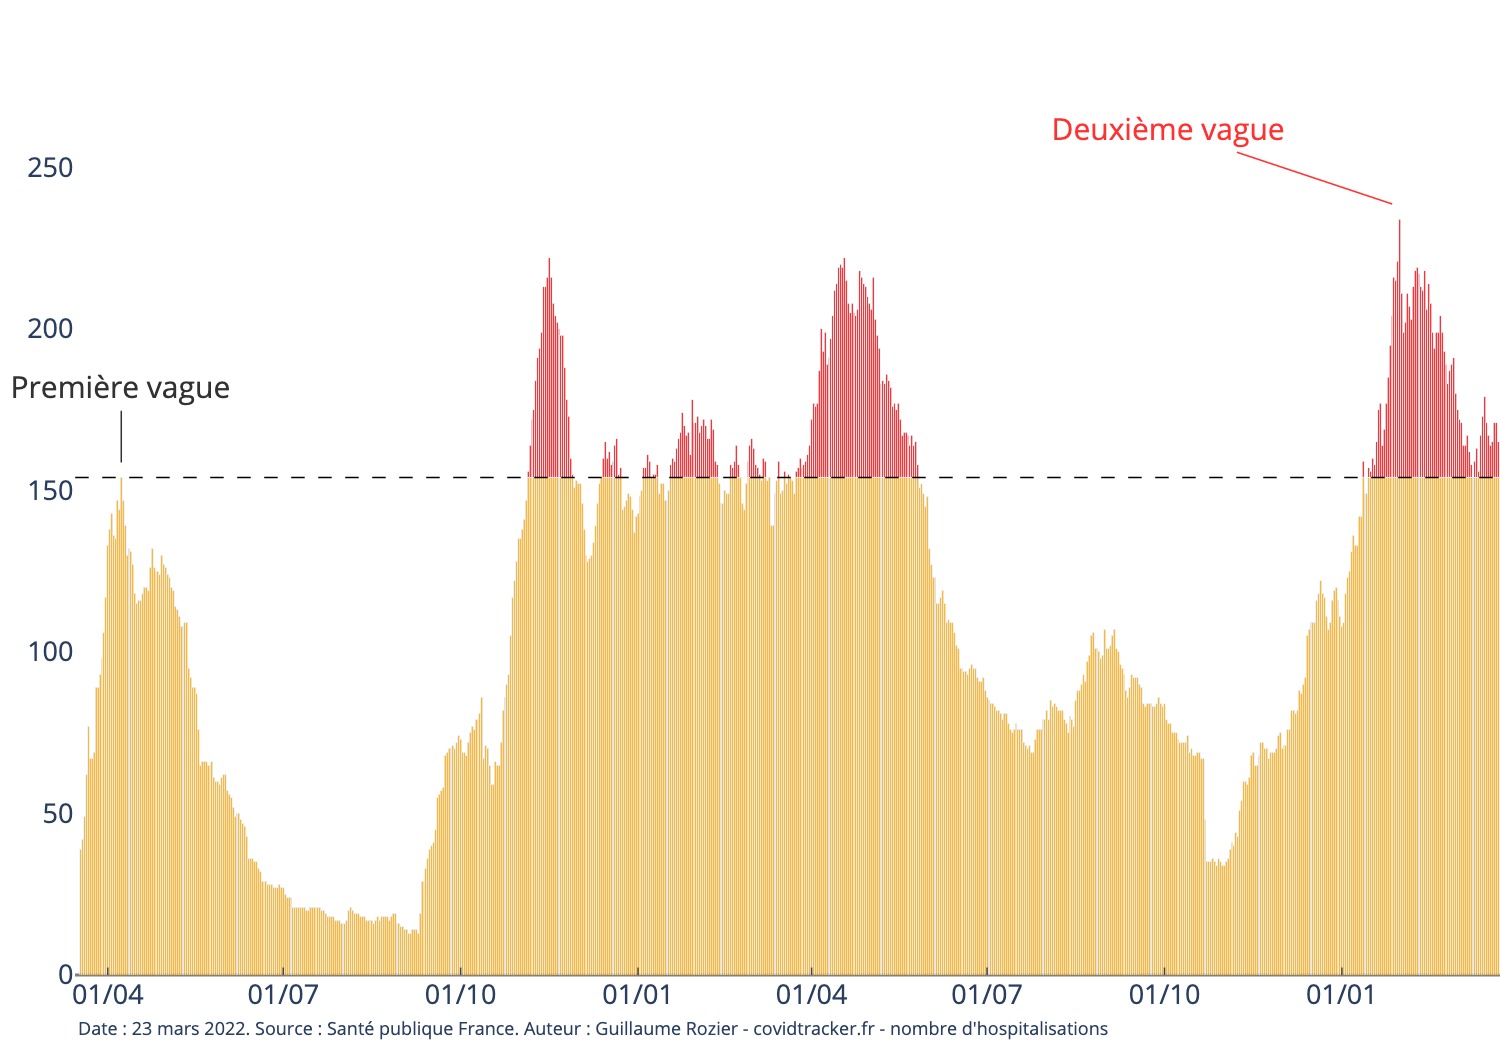 Deuxième vague
250
200
Première vague
150
100
50
0
01/04 01/07 01/10 01/01 01/04 01/07 01/10 01/01
Date : 23 mars 2022. Source : Santé publique France. Auteur : Guillaume Rozier - covidtracker.fr - nombre d'hospitalisations